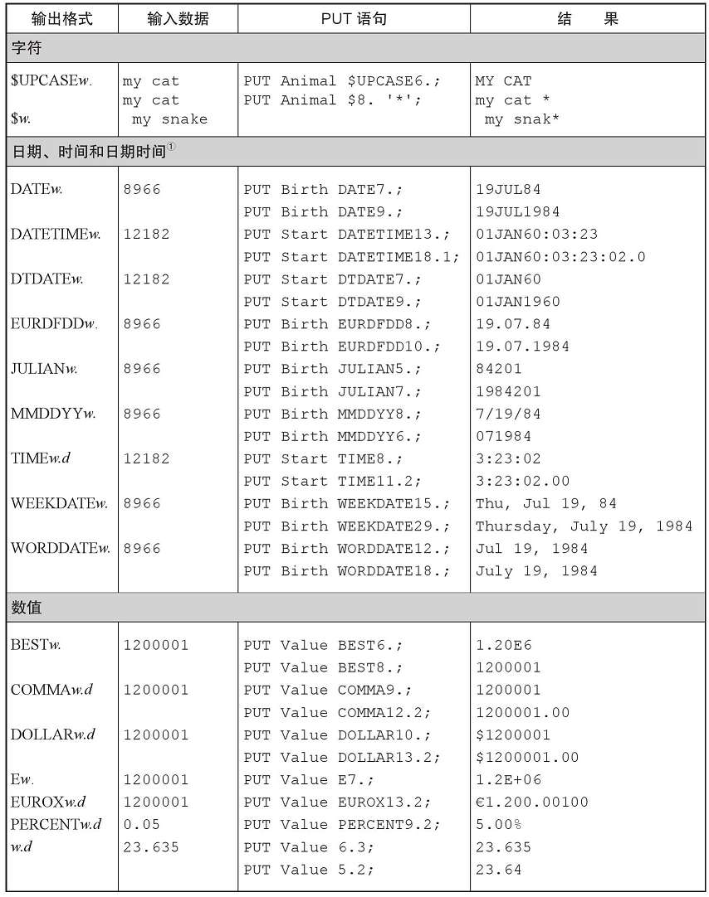 输出格式 输入数据 PUT 语句 结 果
字符
$UPCASEw. my cat PUT Animal $UPCASE6.; MY CAT
my cat PUT Animal $8. '*'; my cat *
$w. my snake my snak*
日期、时间和日期时间①
DATEw. 8966 PUT Birth DATE7.; 19JUL84
PUT Birth DATE9.; 19JUL1984
DATETIMEw. 12182 PUT Start DATETIME13.; 01JAN60:03:23
PUT Start DATETIME18.1; 01JAN60:03:23:02.0
DTDATEw. 12182 PUT Start DTDATE7.; 01JAN60
PUT Start DTDATE9.; 01JAN1960
EURDFDDw. 8966 PUT Birth EURDFDD8.; 19.07.84
PUT Birth EURDFDD10.; 19.07.1984
JULIANw. 8966 PUT Birth JULIAN5.; 84201
PUT Birth JULIAN7.; 1984201
MMDDYYw. 8966 PUT Birth MMDDYY8.; 7/19/84
PUT Birth MMDDYY6.; 071984
TIMEw.d 12182 PUT Start TIME8.; 3:23:02
PUT Start TIME11.2; 3:23:02.00
WEEKDATEw. 8966 PUT Birth WEEKDATE15.; Thu, Jul 19, 84
PUT Birth WEEKDATE29.; Thursday, July 19, 1984
WORDDATEw. 8966 PUT Birth WORDDATE12.; Jul 19, 1984
PUT Birth WORDDATE18.; July 19, 1984
数值
BESTw. 1200001 PUT Value BEST6.; 1.20E6
PUT Value BEST8.; 1200001
COMMAw.d 1200001 PUT Value COMMA9.; 1200001
PUT Value COMMA12.2; 1200001.00
DOLLARw.d 1200001 PUT Value DOLLAR10.; $1200001
PUT Value DOLLAR13.2; $1200001.00
Ew. 1200001 PUT Value E7.; 1.2E+06
EUROXw.d 1200001 PUT Value EUROX13.2; €1.200.00100
PERCENTw.d 0.05 PUT Value PERCENT9.2; 5.00%
w.d 23.635 PUT Value 6.3; 23.635
PUT Value 5.2; 23.64